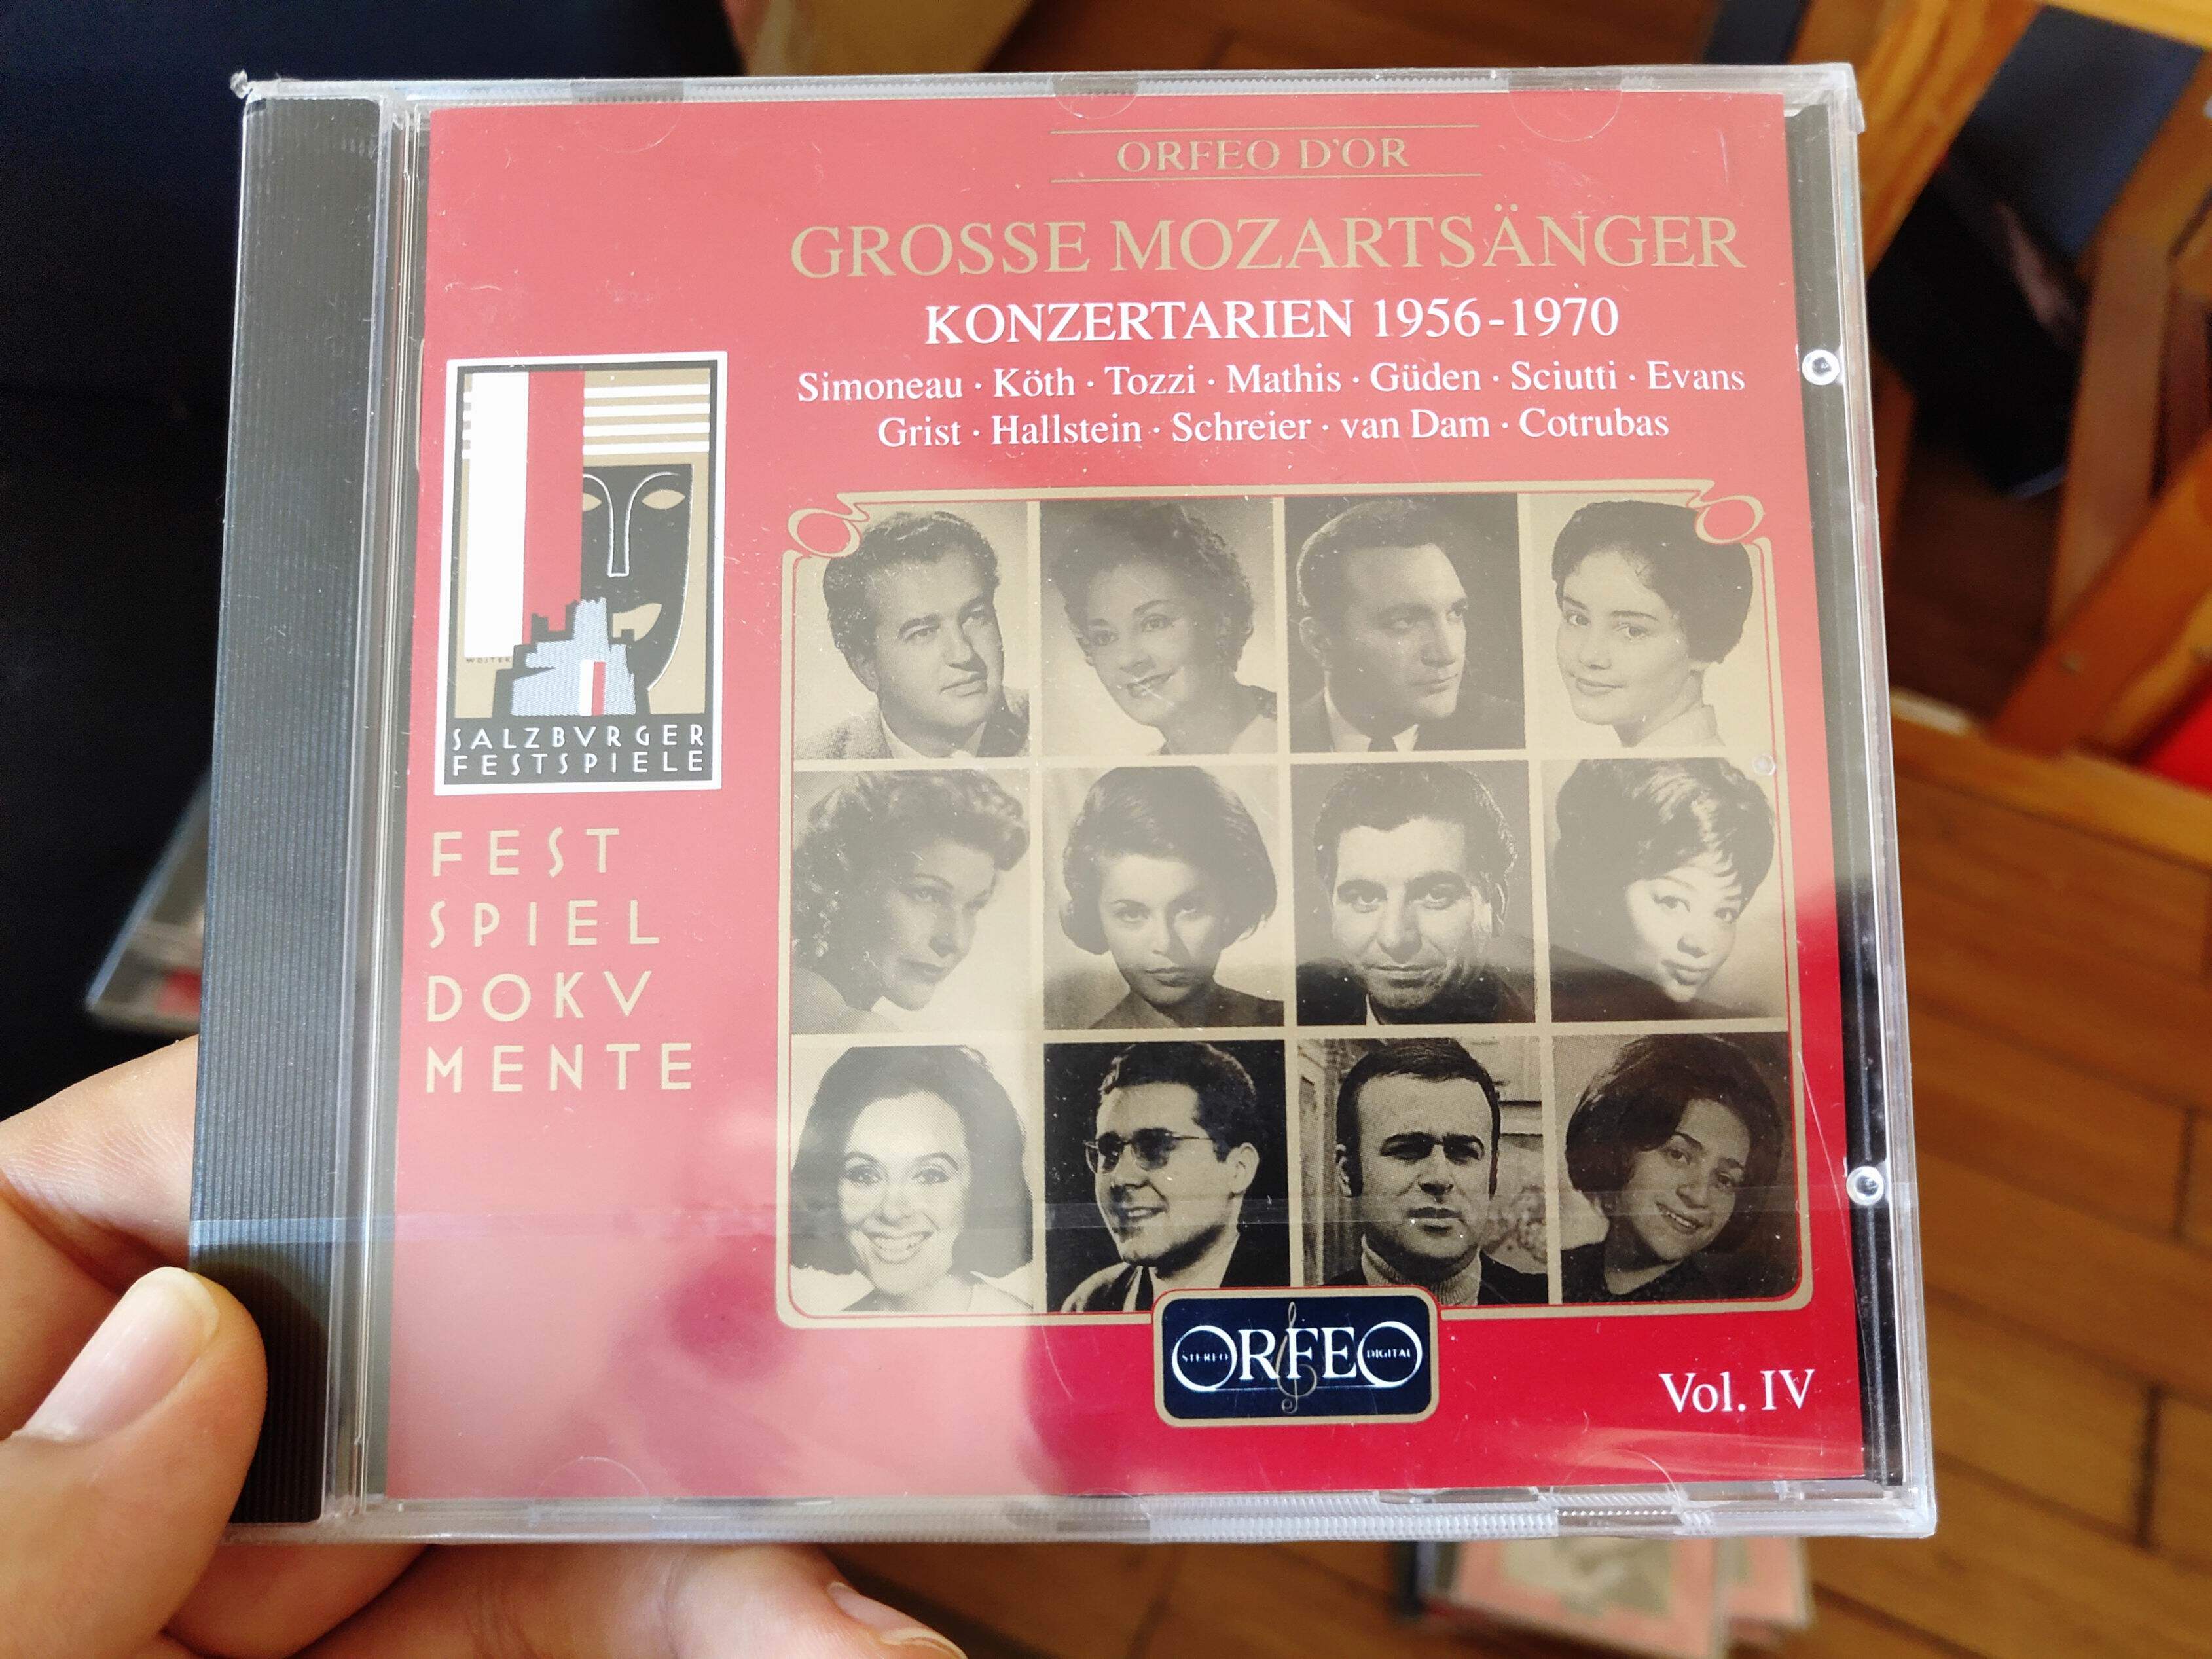 ORFEO D'OR
GROSSE MOZARTSÄNGER
KONZERTARIEN 1956-1970
Simoneau · Köth · Tozzi · Mathis · Güden · Sciutti · Evans
Grist · Hallstein · Schreier · van Dam · Cotrubas
WOJTEK
SALZBVRGER
FESTSPIELE
FEST
SPIEL
DOKV
MENTE
STEREO ORFEO DIGITAL
Vol. IV